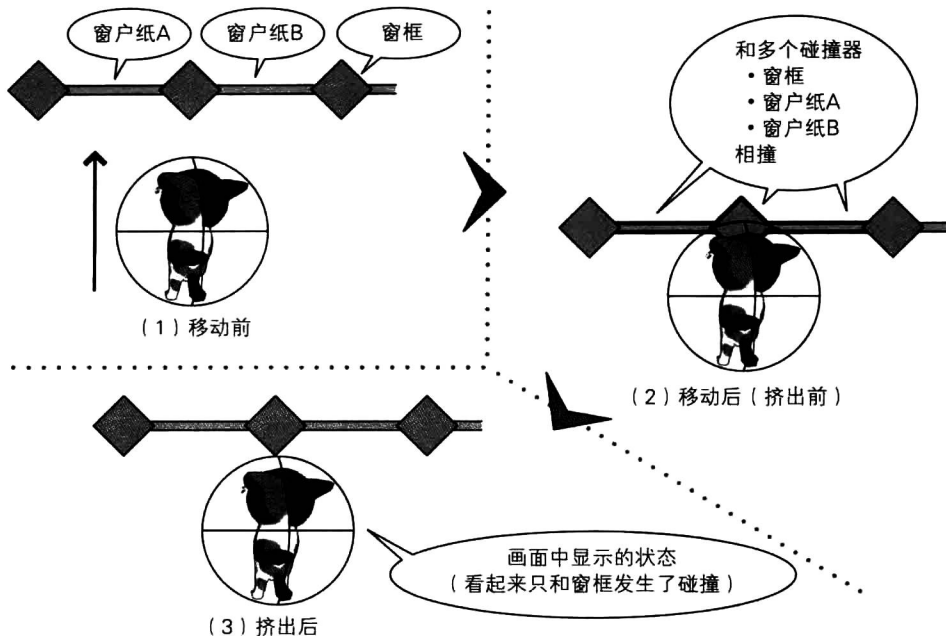 窗户纸A
窗户纸B
窗框
(1)移动前
和多个碰撞器
•窗框
•窗户纸A
•窗户纸B
相撞
(2)移动后(挤出前)
画面中显示的状态
(看起来只和窗框发生了碰撞)
(3)挤出后